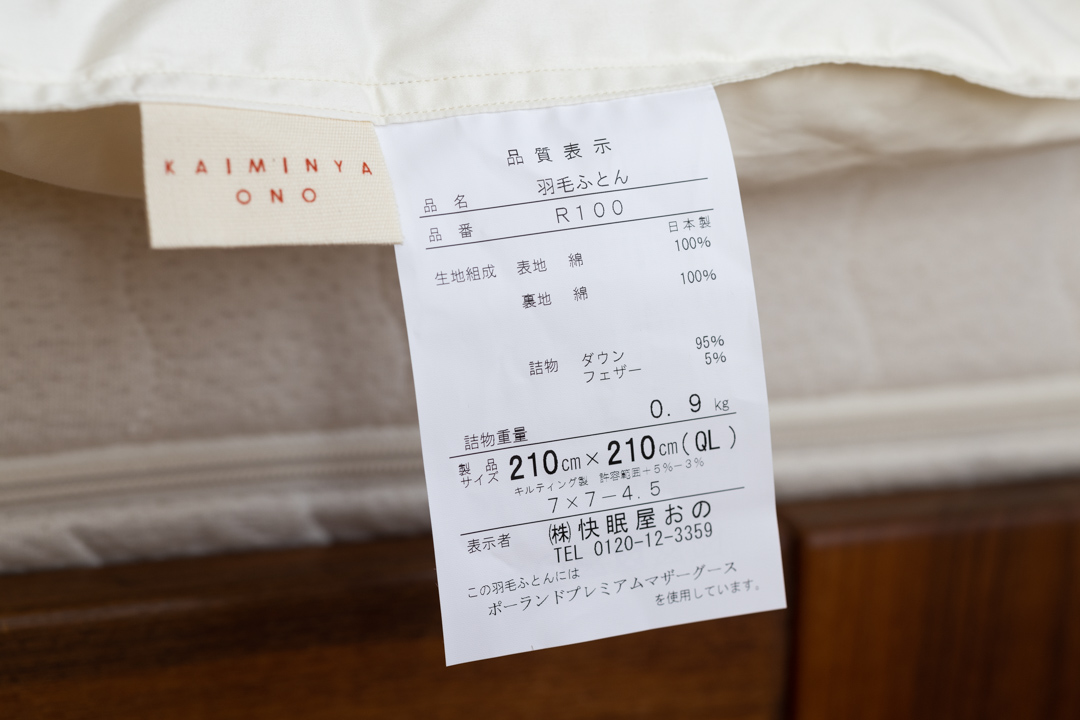 KAIMINYA
ONO
品質表示
品名 羽毛ふとん
品番 R100
日本製
生地組成 表地 綿 100%
裏地 綿 100%
詰物 ダウン 95%
フェザー 5%
詰物重量 0.9kg
製品サイズ 210cm×210cm(QL)
キルティング製 許容範囲+5%-3%
7×7-4.5
表示者 ㈱快眠屋おの
TEL 0120-12-3359
この羽毛ふとんには
ポーランドプレミアムマザーグース
を使用しています。